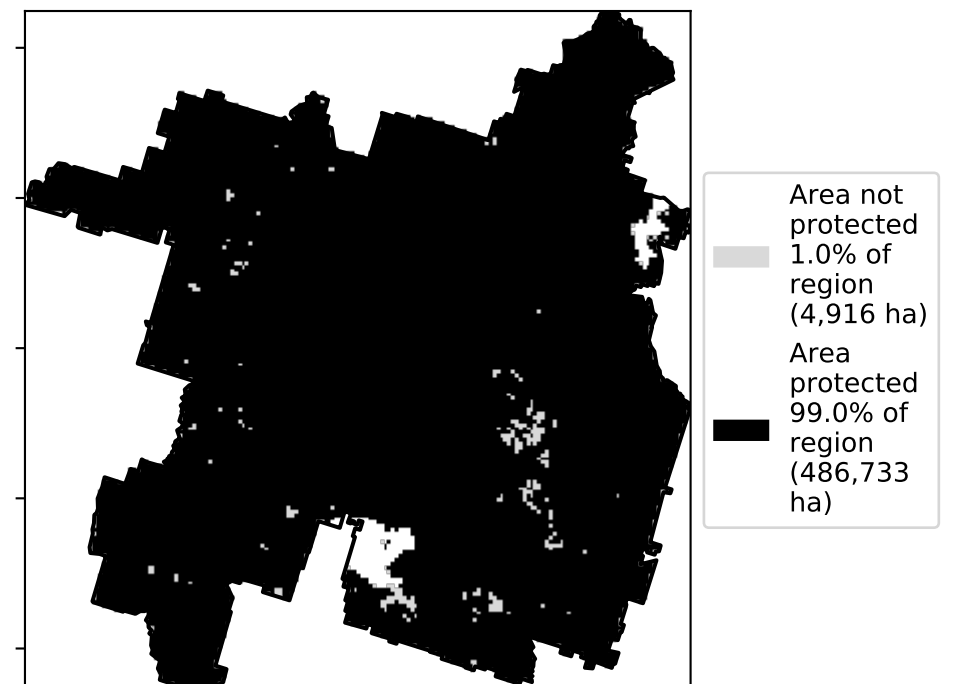 Area not
protected
1.0% of
region
(4,916 ha)
Area
protected
99.0% of
region
(486,733
ha)